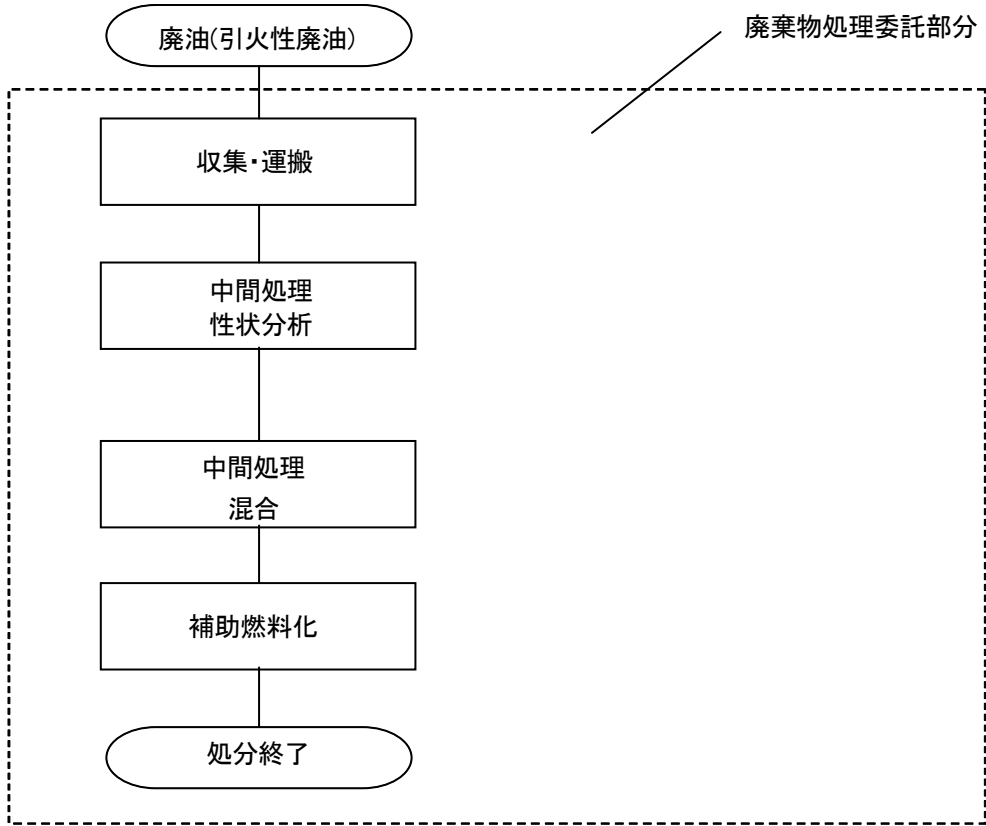 廃油(引火性廃油)
廃棄物処理委託部分
収集・運搬
中間処理
性状分析
中間処理
混合
補助燃料化
処分終了